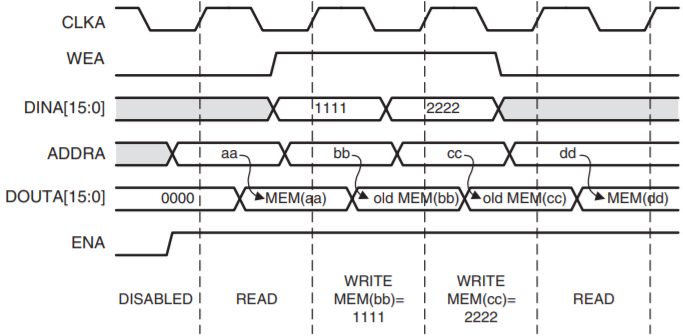 CLKA
WEA
DINA[15:0] 1111 2222
ADDRA aa bb cc dd
DOUTA[15:0] 0000 MEM(aa) old MEM(bb) old MEM(cc) MEM(dd)
ENA
DISABLED READ WRITE MEM(bb)= 1111 WRITE MEM(cc)= 2222 READ